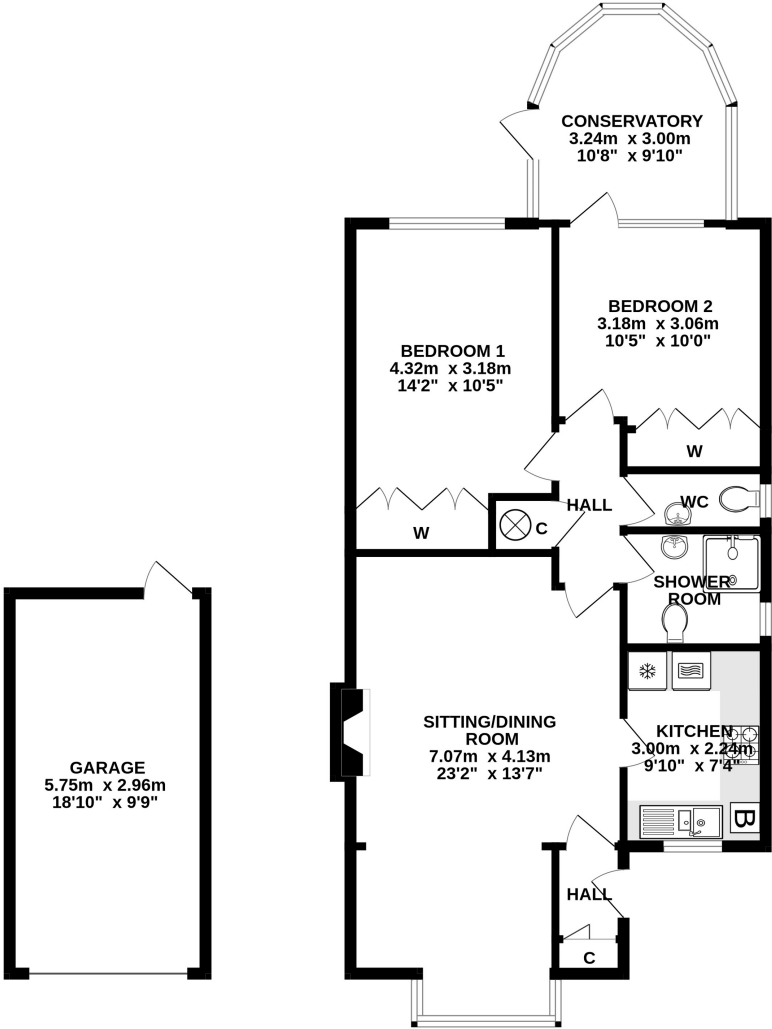 CONSERVATORY
3.24m x 3.00m
10'8" x 9'10"
BEDROOM 2
3.18m x 3.06m
10'5" x 10'0"
BEDROOM 1
4.32m x 3.18m
14'2" x 10'5"
W
WC
HALL
C
W
SHOWER
ROOM
SITTING/DINING
ROOM
7.07m x 4.13m
23'2" x 13'7"
KITCHEN
3.00m x 2.24m
9'10" x 7'4"
GARAGE
5.75m x 2.96m
18'10" x 9'9"
B
HALL
C